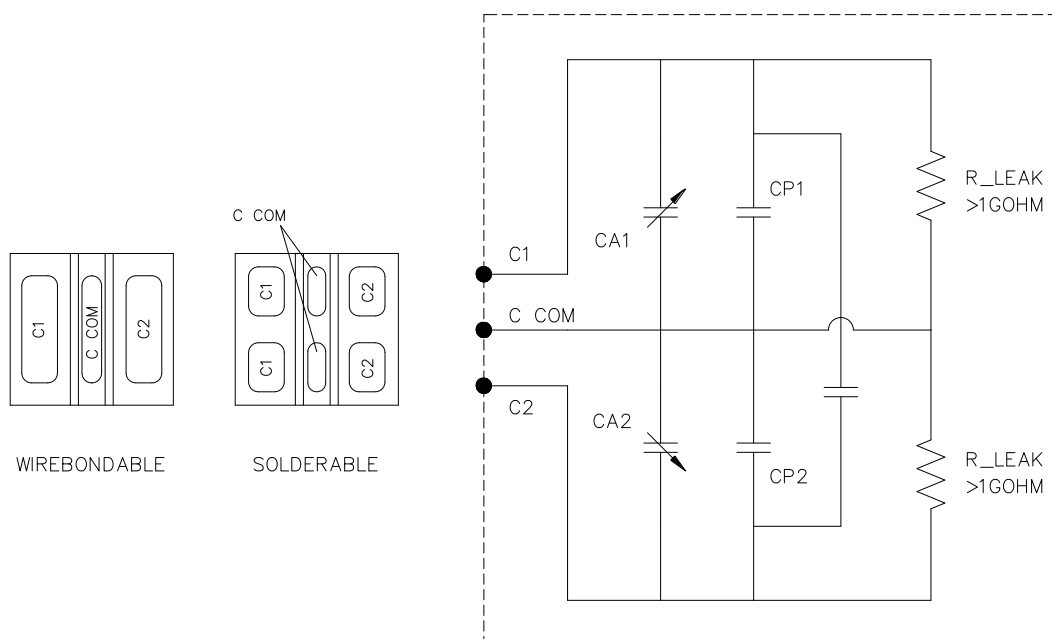 C1
C COM
C2
WIREBONDABLE
C COM
C1
C2
C1
C2
SOLDERABLE
C1
C COM
C2
CA1
CA2
CP1
CP2
R_LEAK
>1GOHM
R_LEAK
>1GOHM